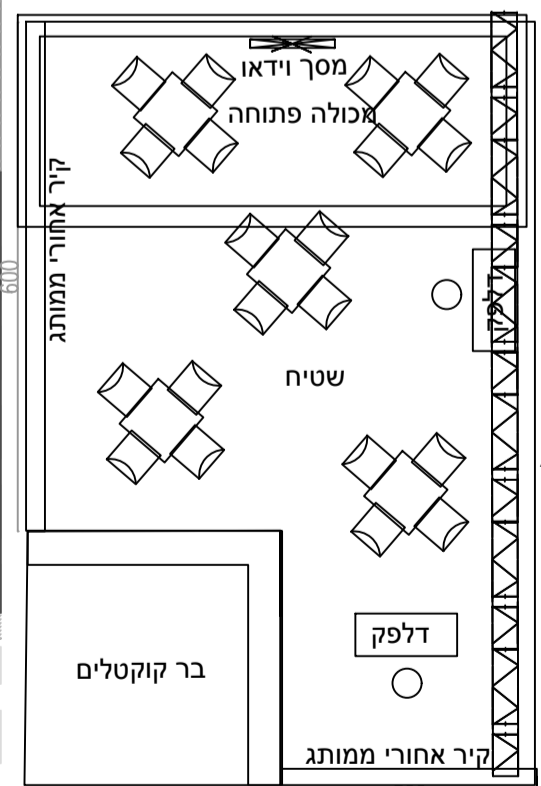 מסך וידאו
מכולה פתוחה
קיר אחורי ממותג
600
דלפק
שטיח
דלפק
בר קוקטלים
קיר אחורי ממותג